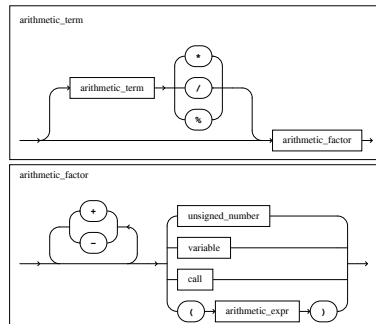 arithmetic_term
*
arithmetic_term /
%
arithmetic_factor
arithmetic_factor
+
-
unsigned_number
variable
call
( arithmetic_expr )